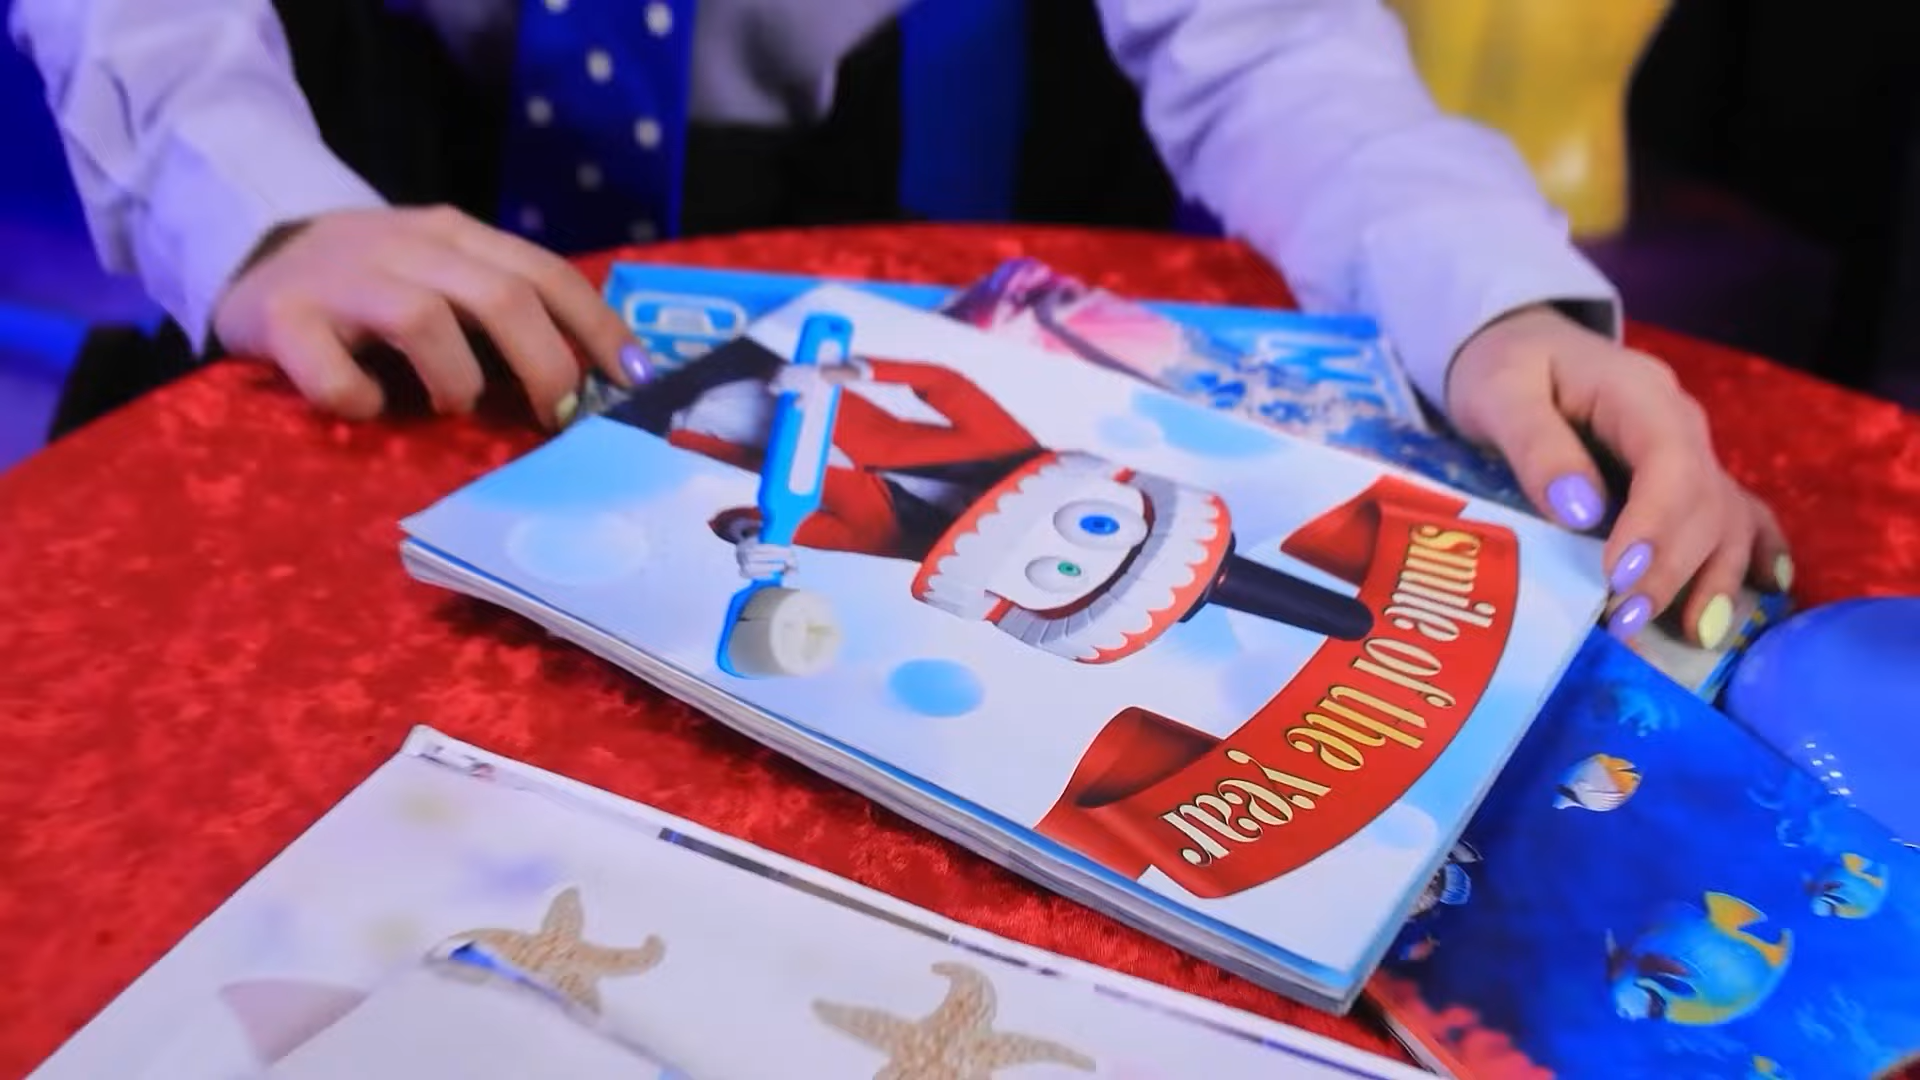 smile of the year